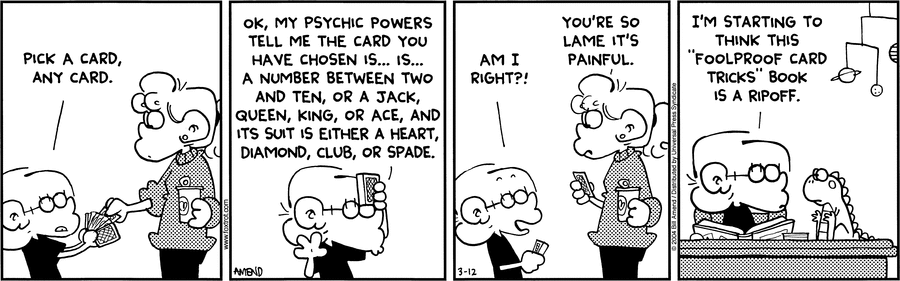 PICK A CARD,
ANY CARD.
www.foxtrot.com
OK, MY PSYCHIC POWERS
TELL ME THE CARD YOU
HAVE CHOSEN IS... IS...
A NUMBER BETWEEN TWO
AND TEN, OR A JACK,
QUEEN, KING, OR ACE, AND
ITS SUIT IS EITHER A HEART,
DIAMOND, CLUB, OR SPADE.
AMEND
AM I
RIGHT?!
YOU'RE SO
LAME IT'S
PAINFUL.
3-12
© 2004 Bill Amend / Distributed by Universal Press Syndicate
I'M STARTING TO
THINK THIS
"FOOLPROOF CARD
TRICKS" BOOK
IS A RIPOFF.